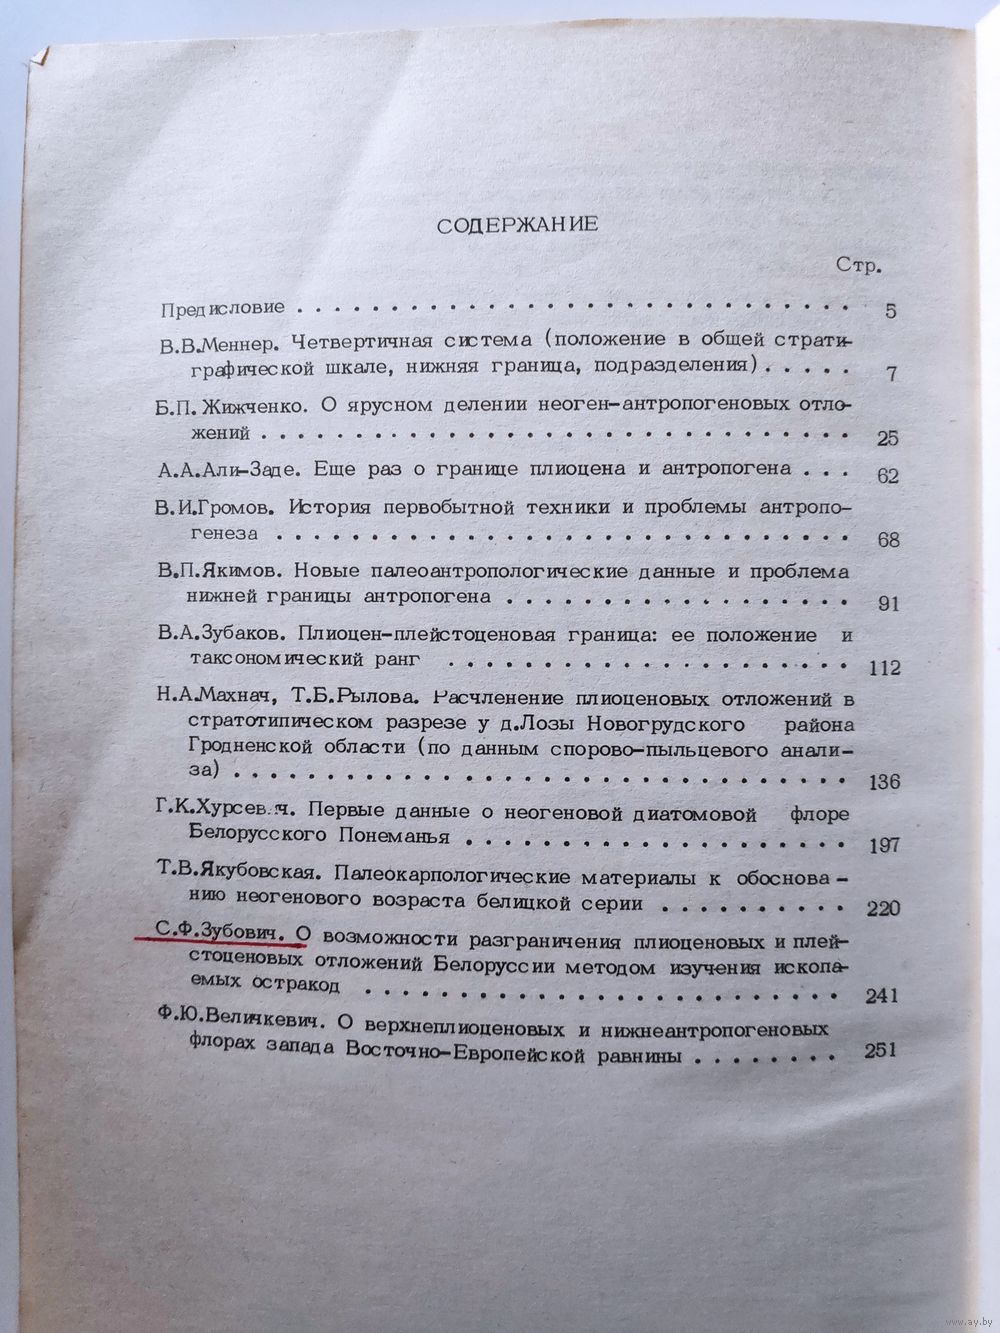 СОДЕРЖАНИЕ
Стр.
Предисловие . . . . . . . . . . . . . . . . . . . . . . . . . . . . 5
В.В.Меннер. Четвертичная система (положение в общей страти-
графической шкале, нижняя граница, подразделения). . . . . 7
Б.П. Жижченко. О ярусном делении неоген-антропогеновых отло-
жений . . . . . . . . . . . . . . . . . . . . . . . . . . . . . . 25
А.А.Али-Заде. Еще раз о границе плиоцена и антропогена . . . 62
В.И.Громов. История первобытной техники и проблемы антропо-
генеза . . . . . . . . . . . . . . . . . . . . . . . . . . . . . 68
В.П.Якимов. Новые палеоантропологические данные и проблема
нижней границы антропогена . . . . . . . . . . . . . . . . . . 91
В.А.Зубаков. Плиоцен-плейстоценовая граница: ее положение и
таксономический ранг . . . . . . . . . . . . . . . . . . . . . 112
Н.А.Махнач, Т.Б.Рылова. Расчленение плиоценовых отложений в
стратотипическом разрезе у д.Лозы Новогрудского района
Гродненской области (по данным спорово-пыльцевого анали-
за) . . . . . . . . . . . . . . . . . . . . . . . . . . . . . . . 136
Г.К.Хурсевич. Первые данные о неогеновой диатомовой флоре
Белорусского Понеманья . . . . . . . . . . . . . . . . . . . . 197
Т.В.Якубовская. Палеокарпологические материалы к обоснова-
нию неогенового возраста белицкой серии . . . . . . . . . . 220
С.Ф.Зубович. О возможности разграничения плиоценовых и плей-
стоценовых отложений Белоруссии методом изучения ископа-
емых остракод . . . . . . . . . . . . . . . . . . . . . . . . . 241
Ф.Ю.Величкевич. О верхнеплиоценовых и нижнеантропогеновых
флорах запада Восточно-Европейской равнины . . . . . . . . 251
www.ay.by